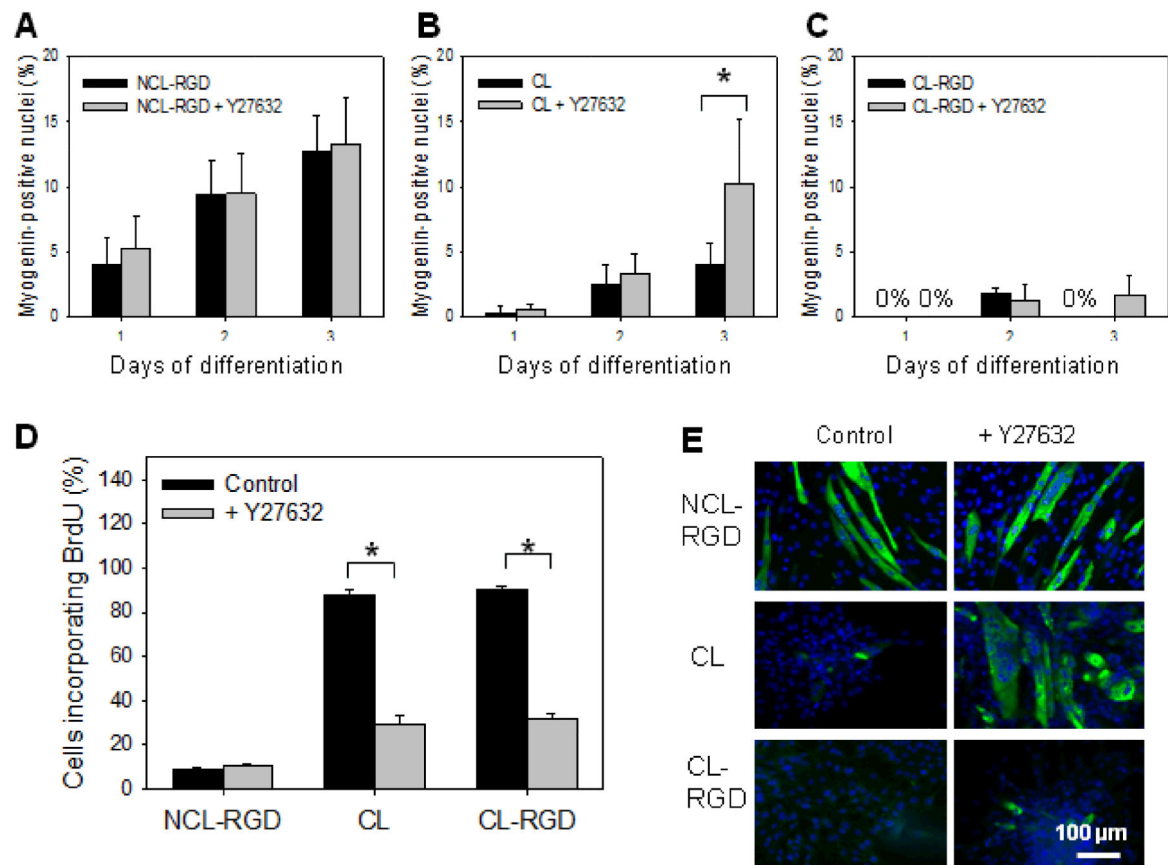 A
Myogenin-positive nuclei (%)
20
15
10
5
0
NCL-RGD
NCL-RGD + Y27632
1
2
3
Days of differentiation
B
Myogenin-positive nuclei (%)
20
15
10
5
0
CL
CL + Y27632
*
1
2
3
Days of differentiation
C
Myogenin-positive nuclei (%)
20
15
10
5
0
CL-RGD
CL-RGD + Y27632
0% 0%
0%
1
2
3
Days of differentiation
D
Cells incorporating BrdU (%)
140
120
100
80
60
40
20
0
Control
+ Y27632
*
*
NCL-RGD
CL
CL-RGD
E
Control
+ Y27632
NCL-
RGD
CL
CL-
RGD
100 µm